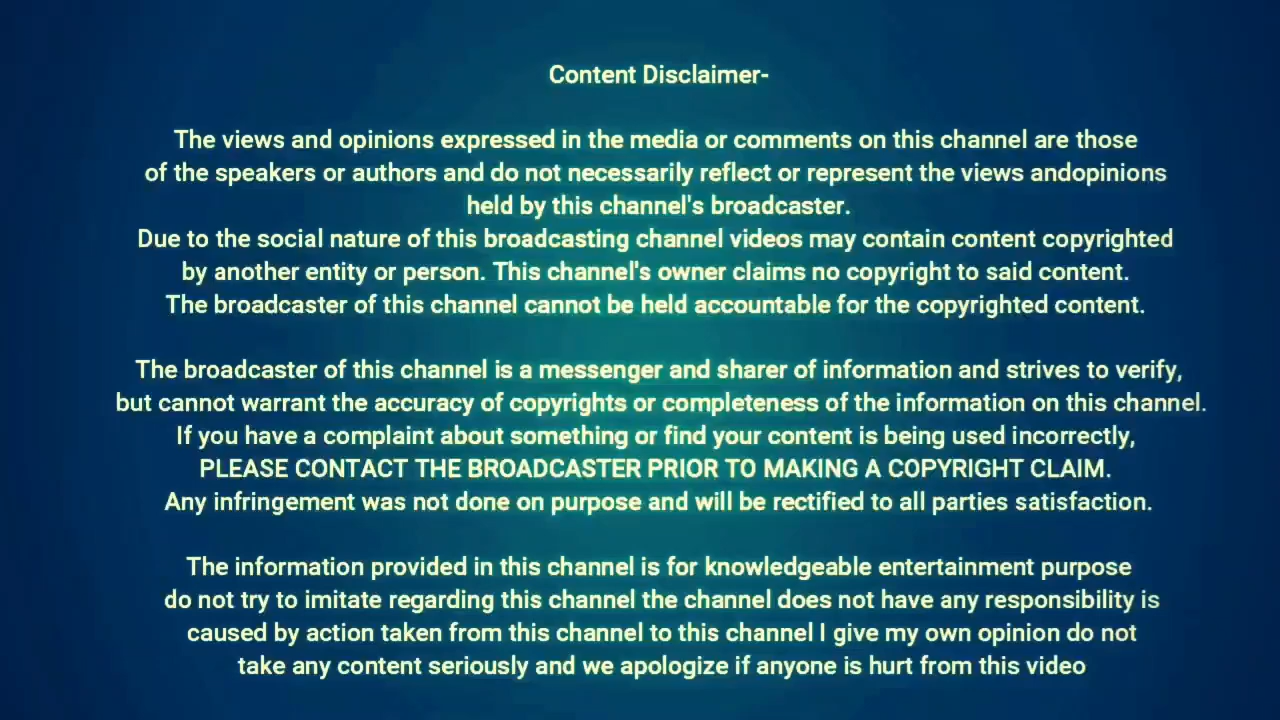 Content Disclaimer-
The views and opinions expressed in the media or comments on this channel are those
of the speakers or authors and do not necessarily reflect or represent the views andopinions
held by this channel's broadcaster.
Due to the social nature of this broadcasting channel videos may contain content copyrighted
by another entity or person. This channel's owner claims no copyright to said content.
The broadcaster of this channel cannot be held accountable for the copyrighted content.
The broadcaster of this channel is a messenger and sharer of information and strives to verify,
but cannot warrant the accuracy of copyrights or completeness of the information on this channel.
If you have a complaint about something or find your content is being used incorrectly,
PLEASE CONTACT THE BROADCASTER PRIOR TO MAKING A COPYRIGHT CLAIM.
Any infringement was not done on purpose and will be rectified to all parties satisfaction.
The information provided in this channel is for knowledgeable entertainment purpose
do not try to imitate regarding this channel the channel does not have any responsibility is
caused by action taken from this channel to this channel I give my own opinion do not
take any content seriously and we apologize if anyone is hurt from this video